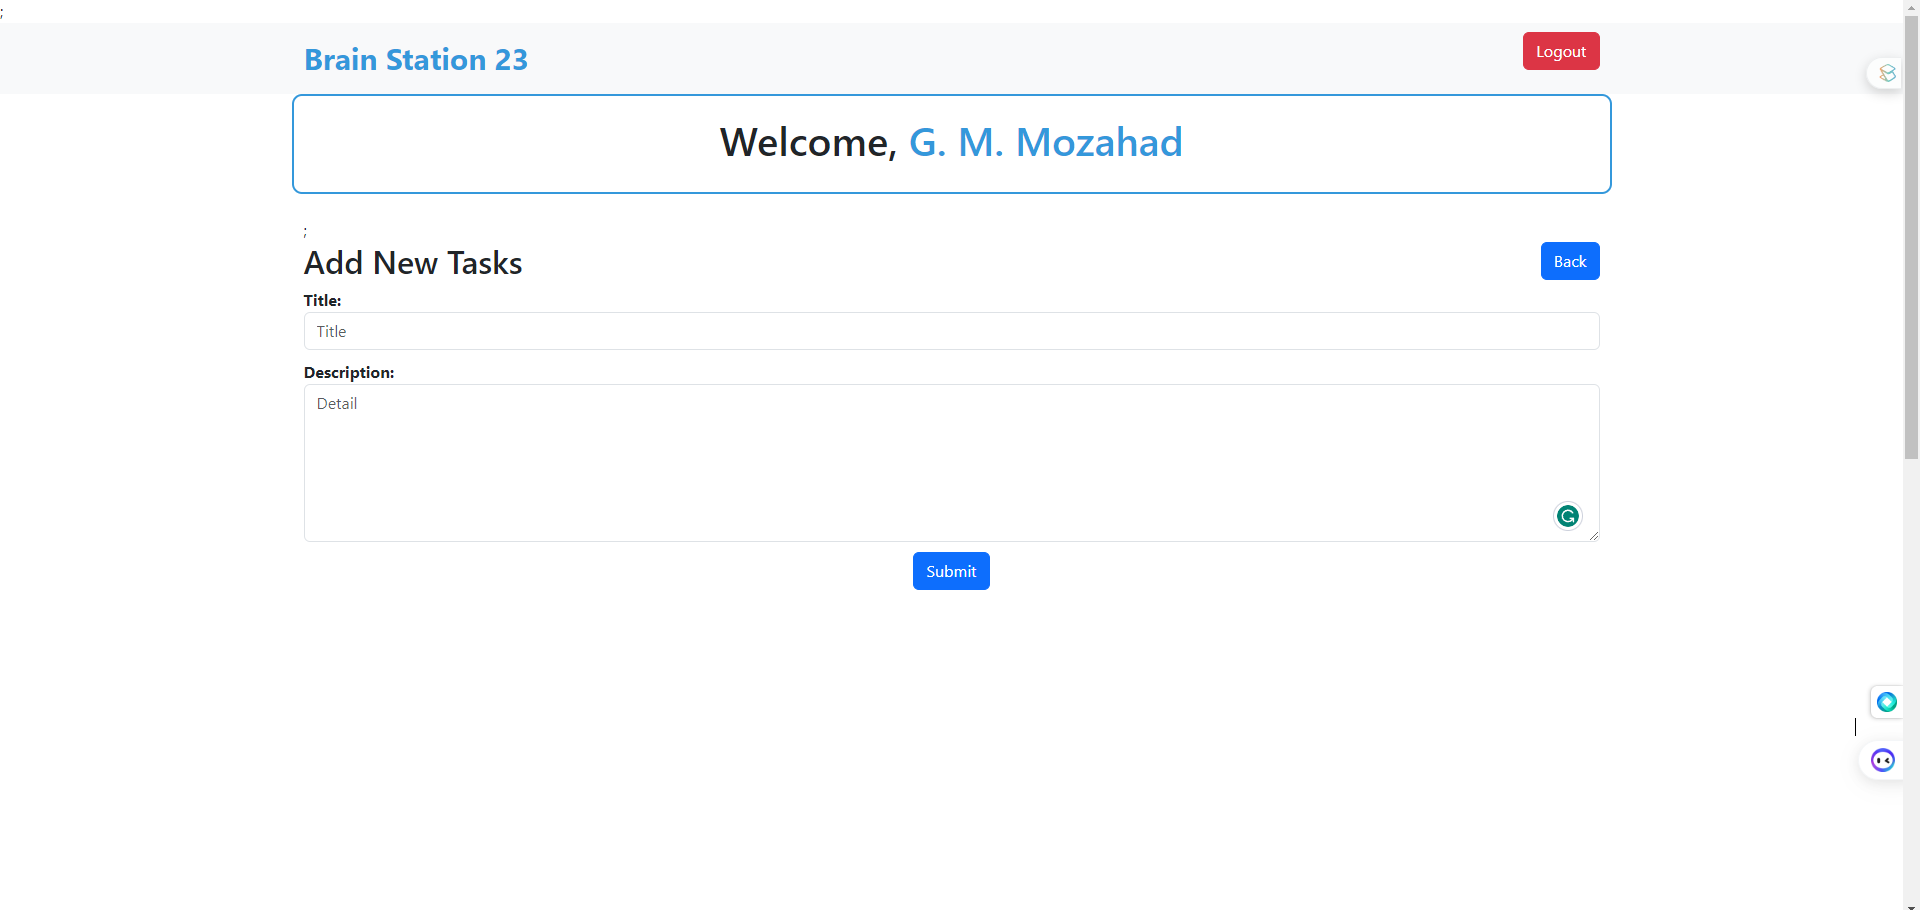 ;
Brain Station 23
Logout
Welcome, G. M. Mozahad
;
Add New Tasks
Back
Title:
Title
Description:
Detail
Submit